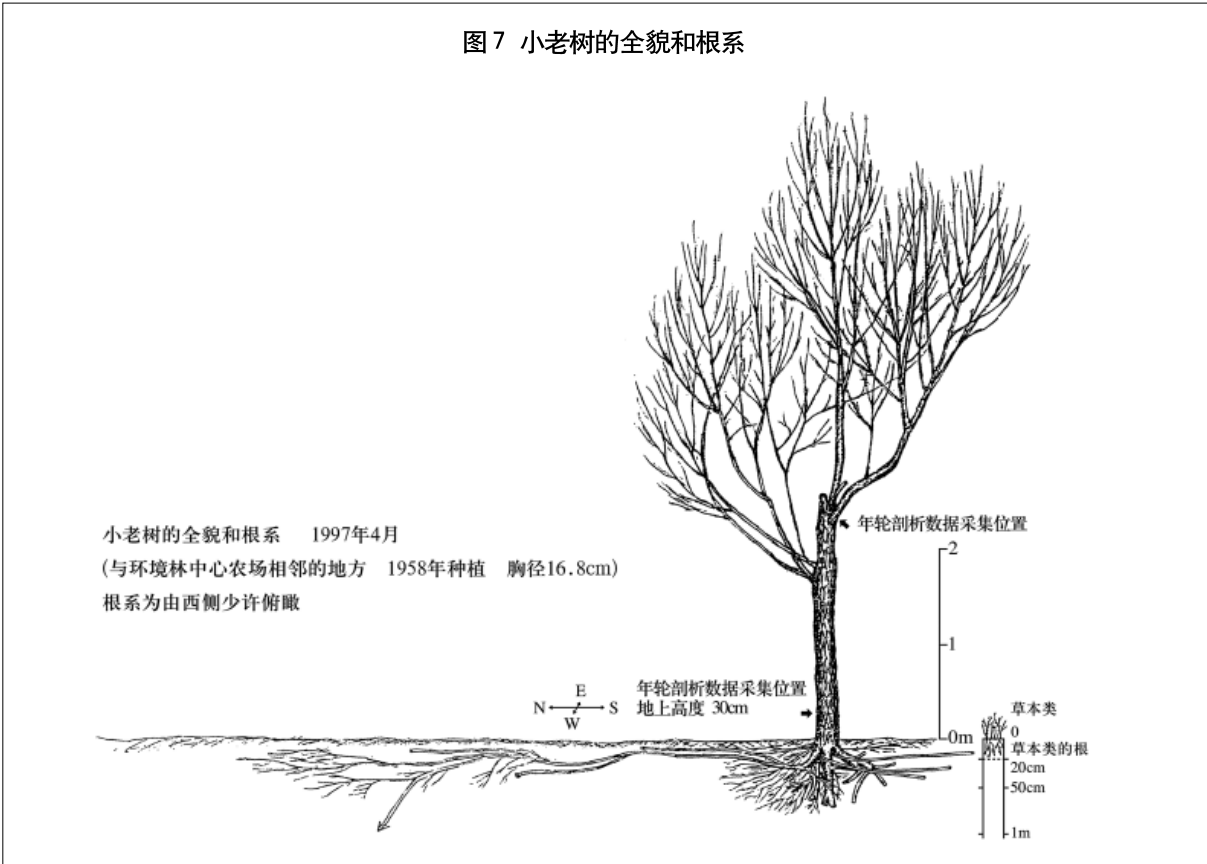 图7 小老树的全貌和根系
小老树的全貌和根系 1997年4月
(与环境林中心农场相邻的地方 1958年种植 胸径16.8cm)
根系为由西侧少许俯瞰
年轮剖析数据采集位置
2
1
0m
年轮剖析数据采集位置
地上高度 30cm
E
N S
W
草本类
0
草本类的根
20cm
50cm
1m